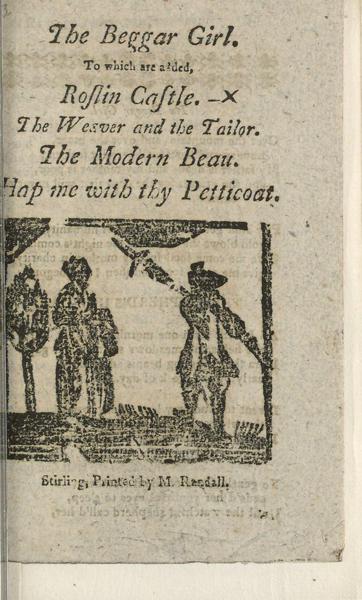 The Beggar Girl.
To which are added,
Roſlin Caſtle. –x
The Weaver and the Tailor.
The Modern Beau.
Hap me with thy Petticoat.
Stirling, Printed by M. Randall.